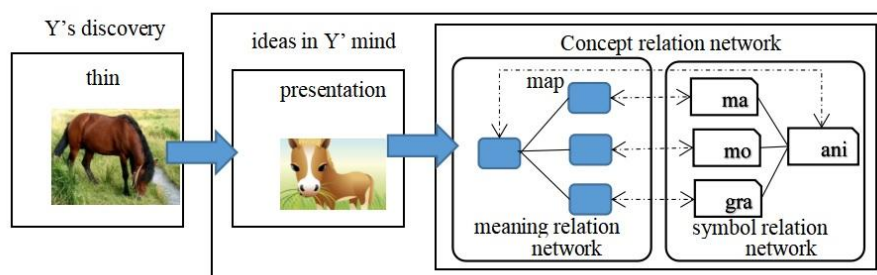 Y's discovery
thin
ideas in Y' mind
presentation
Concept relation network
map
meaning relation
network
ma
mo
gra
ani
symbol relation
network